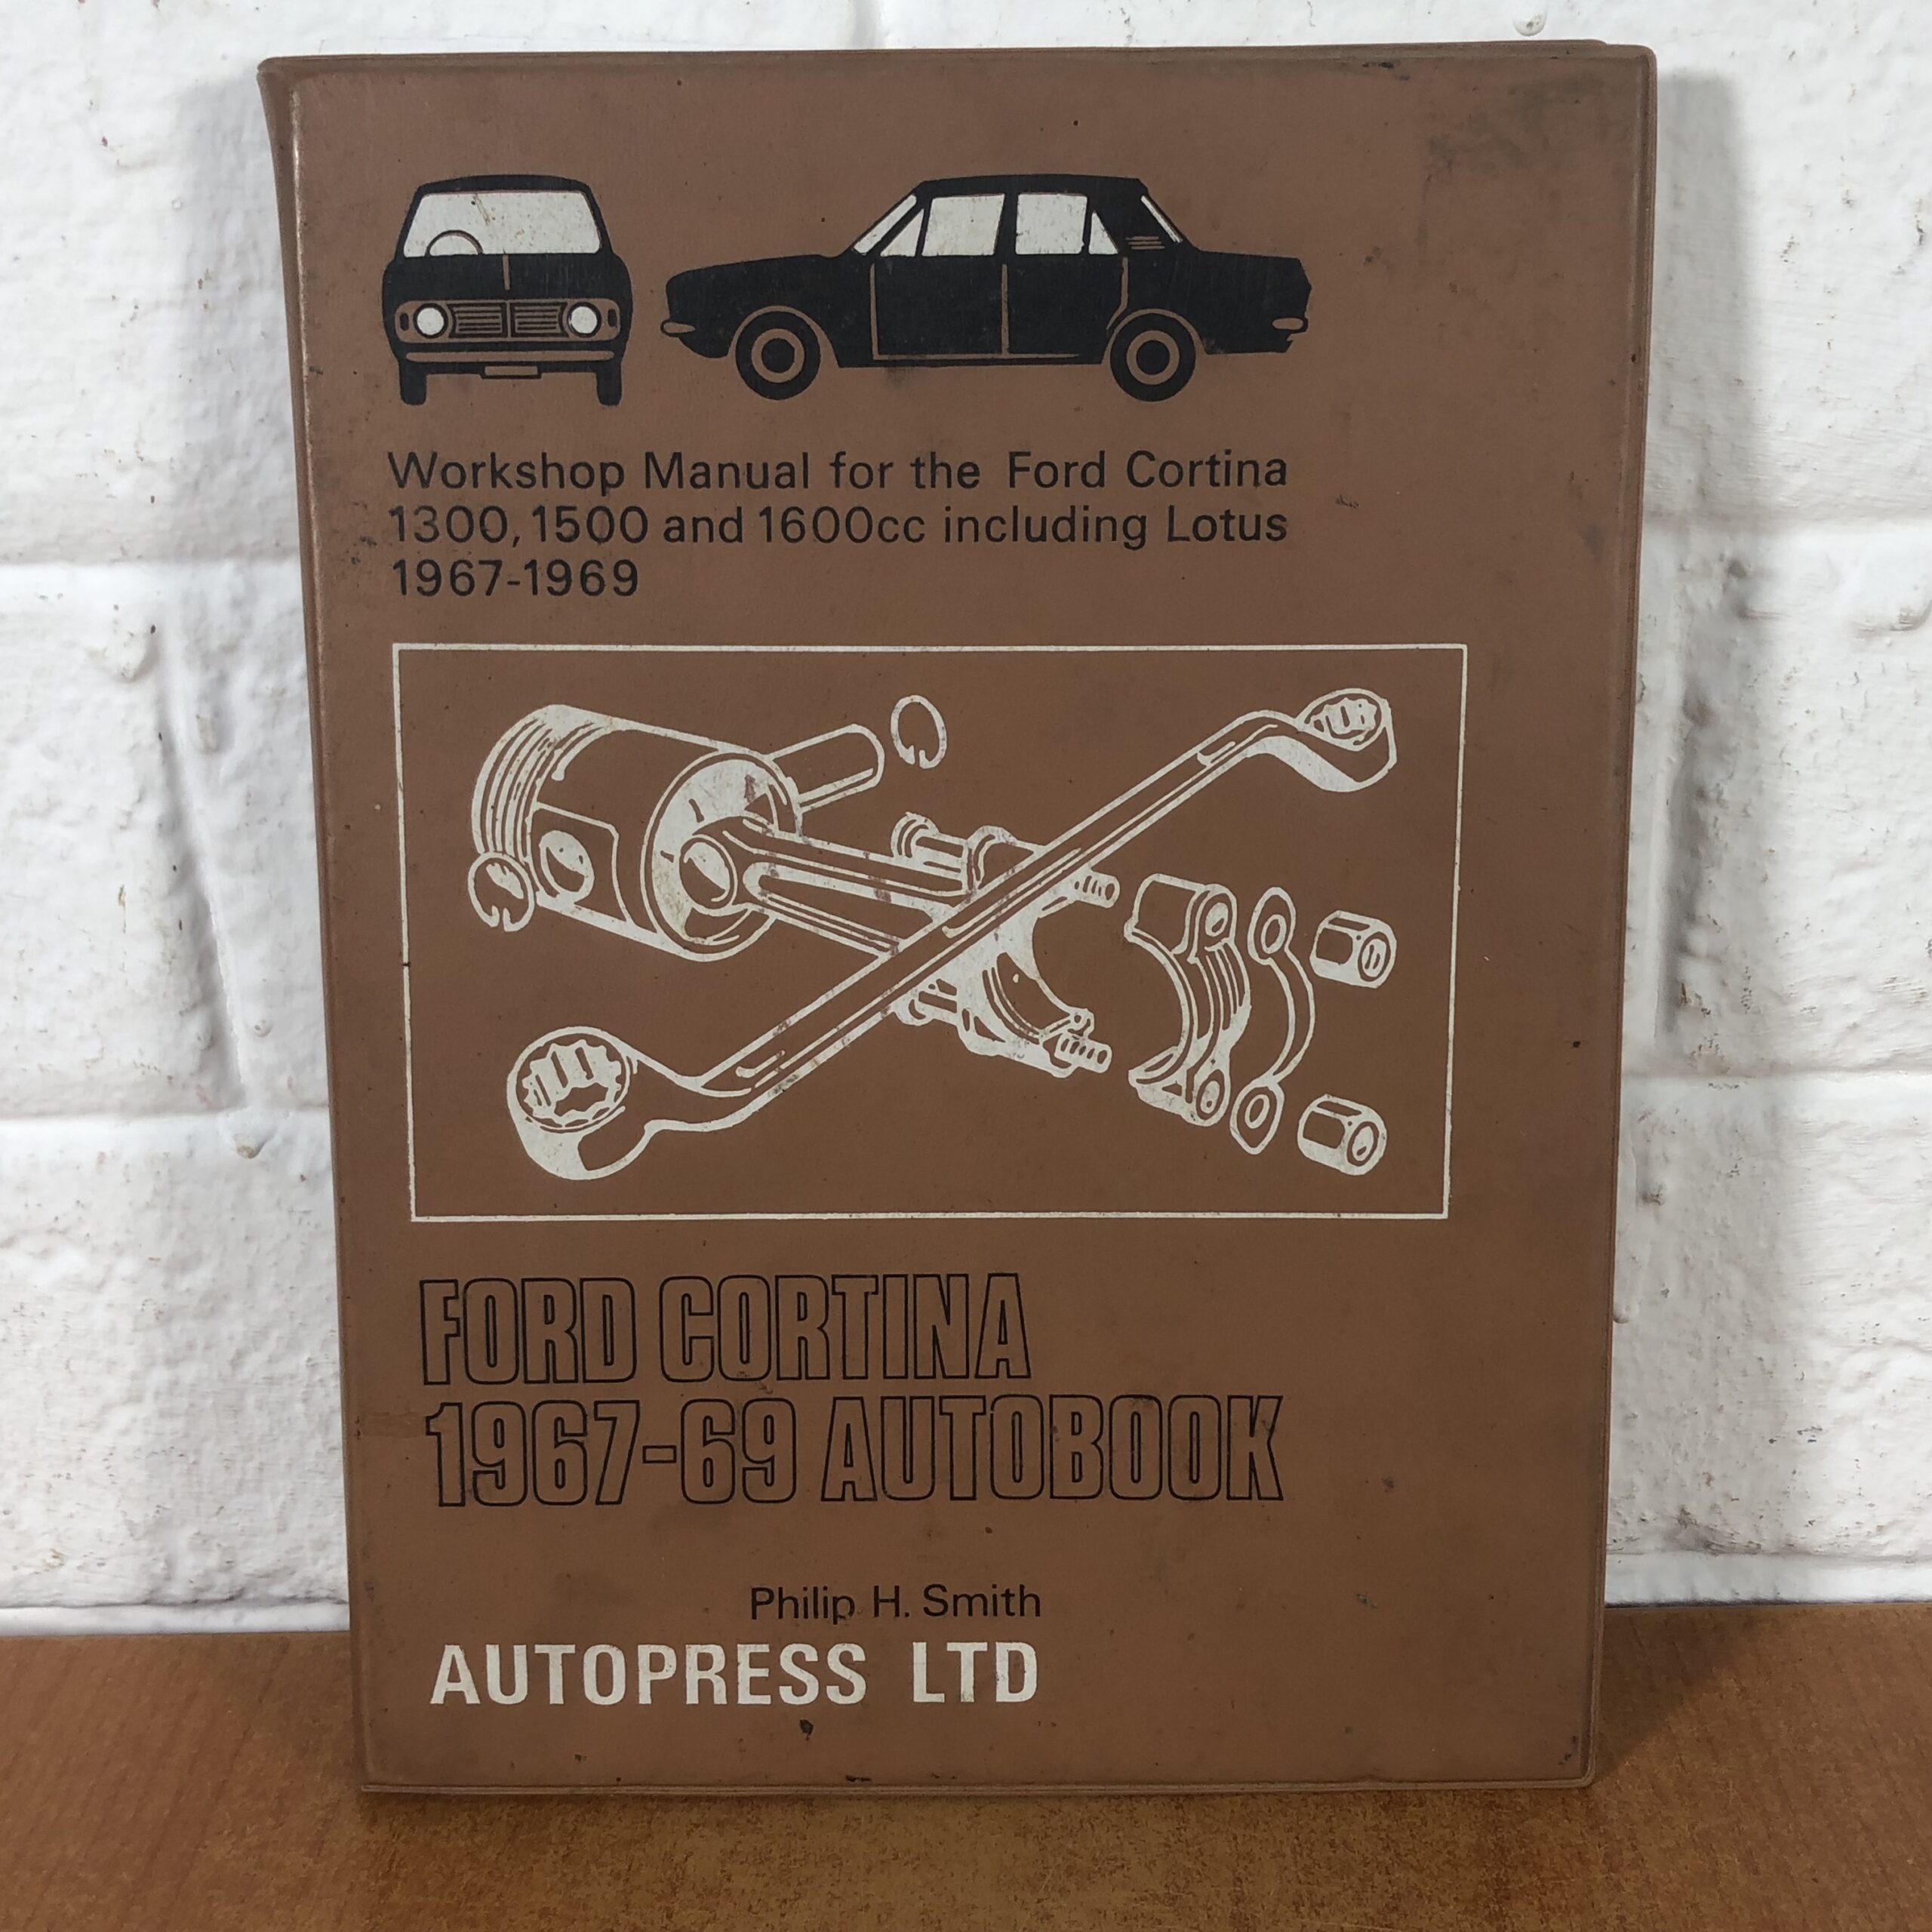 Workshop Manual for the Ford Cortina
1300, 1500 and 1600cc including Lotus
1967-1969
FORD CORTINA
1967-69 AUTOBOOK
Philip H. Smith
AUTOPRESS LTD